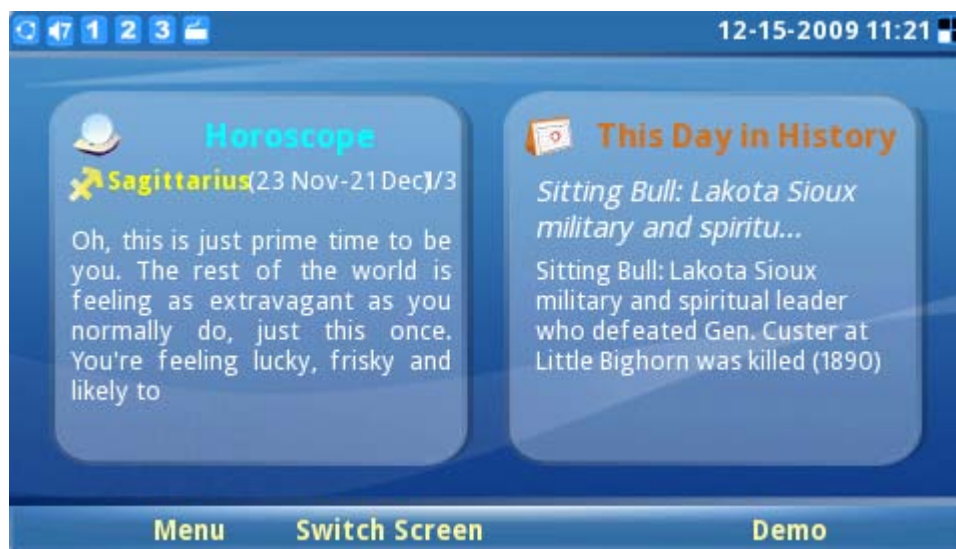 7 1 2 3
12-15-2009 11:21
Horoscope
Sagittarius(23 Nov-21Dec)1/3
Oh, this is just prime time to be
you. The rest of the world is
feeling as extravagant as you
normally do, just this once.
You're feeling lucky, frisky and
likely to
This Day in History
Sitting Bull: Lakota Sioux
military and spiritu...
Sitting Bull: Lakota Sioux
military and spiritual leader
who defeated Gen. Custer at
Little Bighorn was killed (1890)
Menu Switch Screen Demo